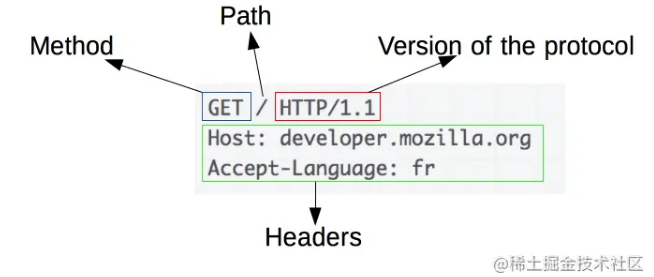 Path
Method
Version of the protocol
GET / HTTP/1.1
Host: developer.mozilla.org
Accept-Language: fr
Headers
@稀土掘金技术社区